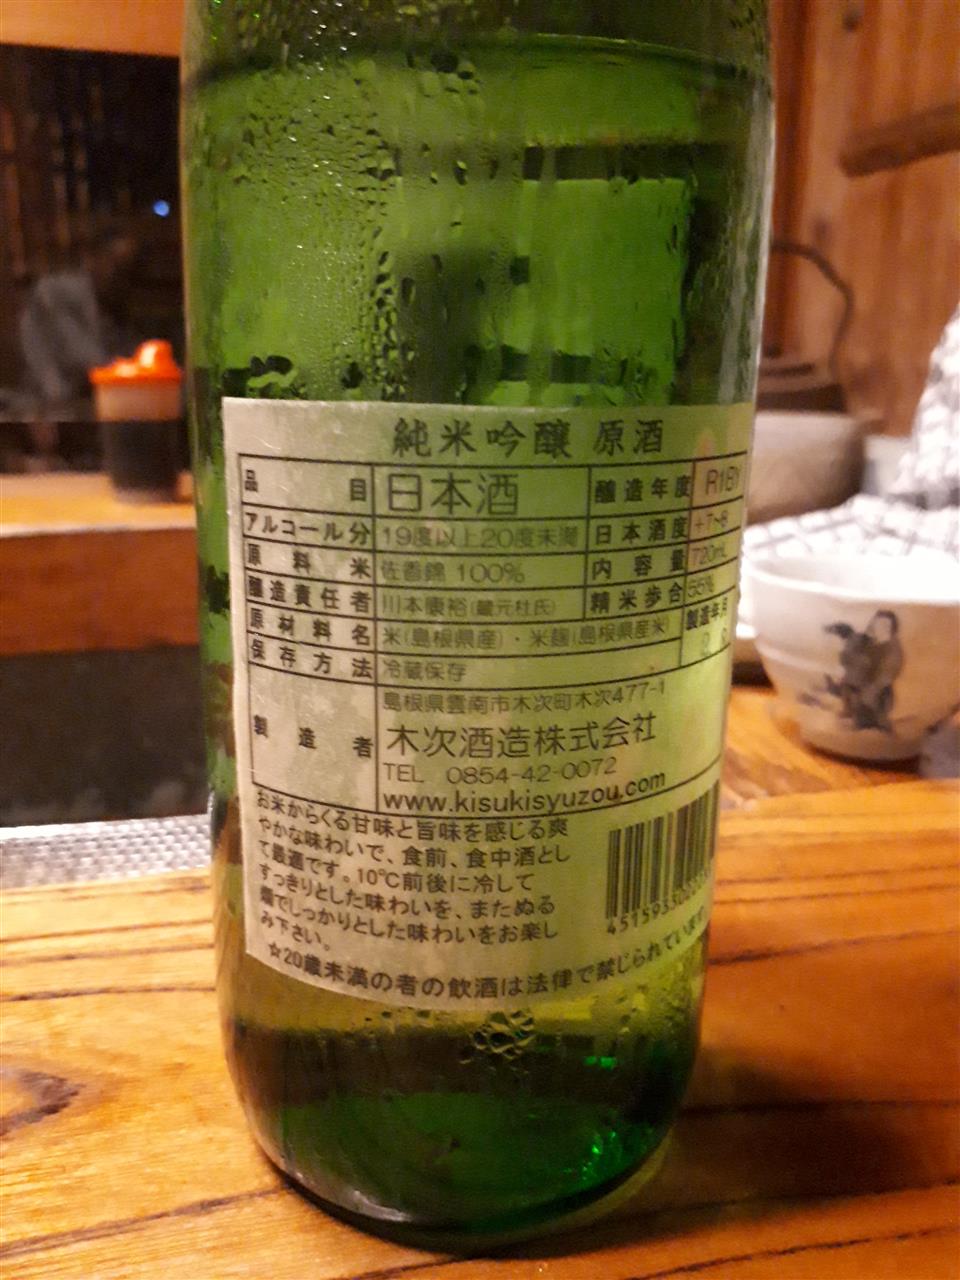 純米吟醸 原酒
品目 日本酒 醸造年度 R1BY
アルコール分 19度以上20度未満 日本酒度 +7~8
原料米 佐香錦 100% 内容量 720mL
醸造責任者 川本康裕(蔵元杜氏) 精米歩合 55%
原材料名 米(島根県産)・米麹(島根県産米) 製造年月
保存方法 冷蔵保存
製造者 島根県雲南市木次町木次477-1
木次酒造株式会社
TEL 0854-42-0072
www.kisukisyuzou.com
お米からくる甘味と旨味を感じる爽
やかな味わいで、食前、食中酒とし
て最適です。10℃前後に冷して
すっきりとした味わいを、またぬる
燗でしっかりとした味わいをお楽し
み下さい。
☆20歳未満の者の飲酒は法律で禁じられていま